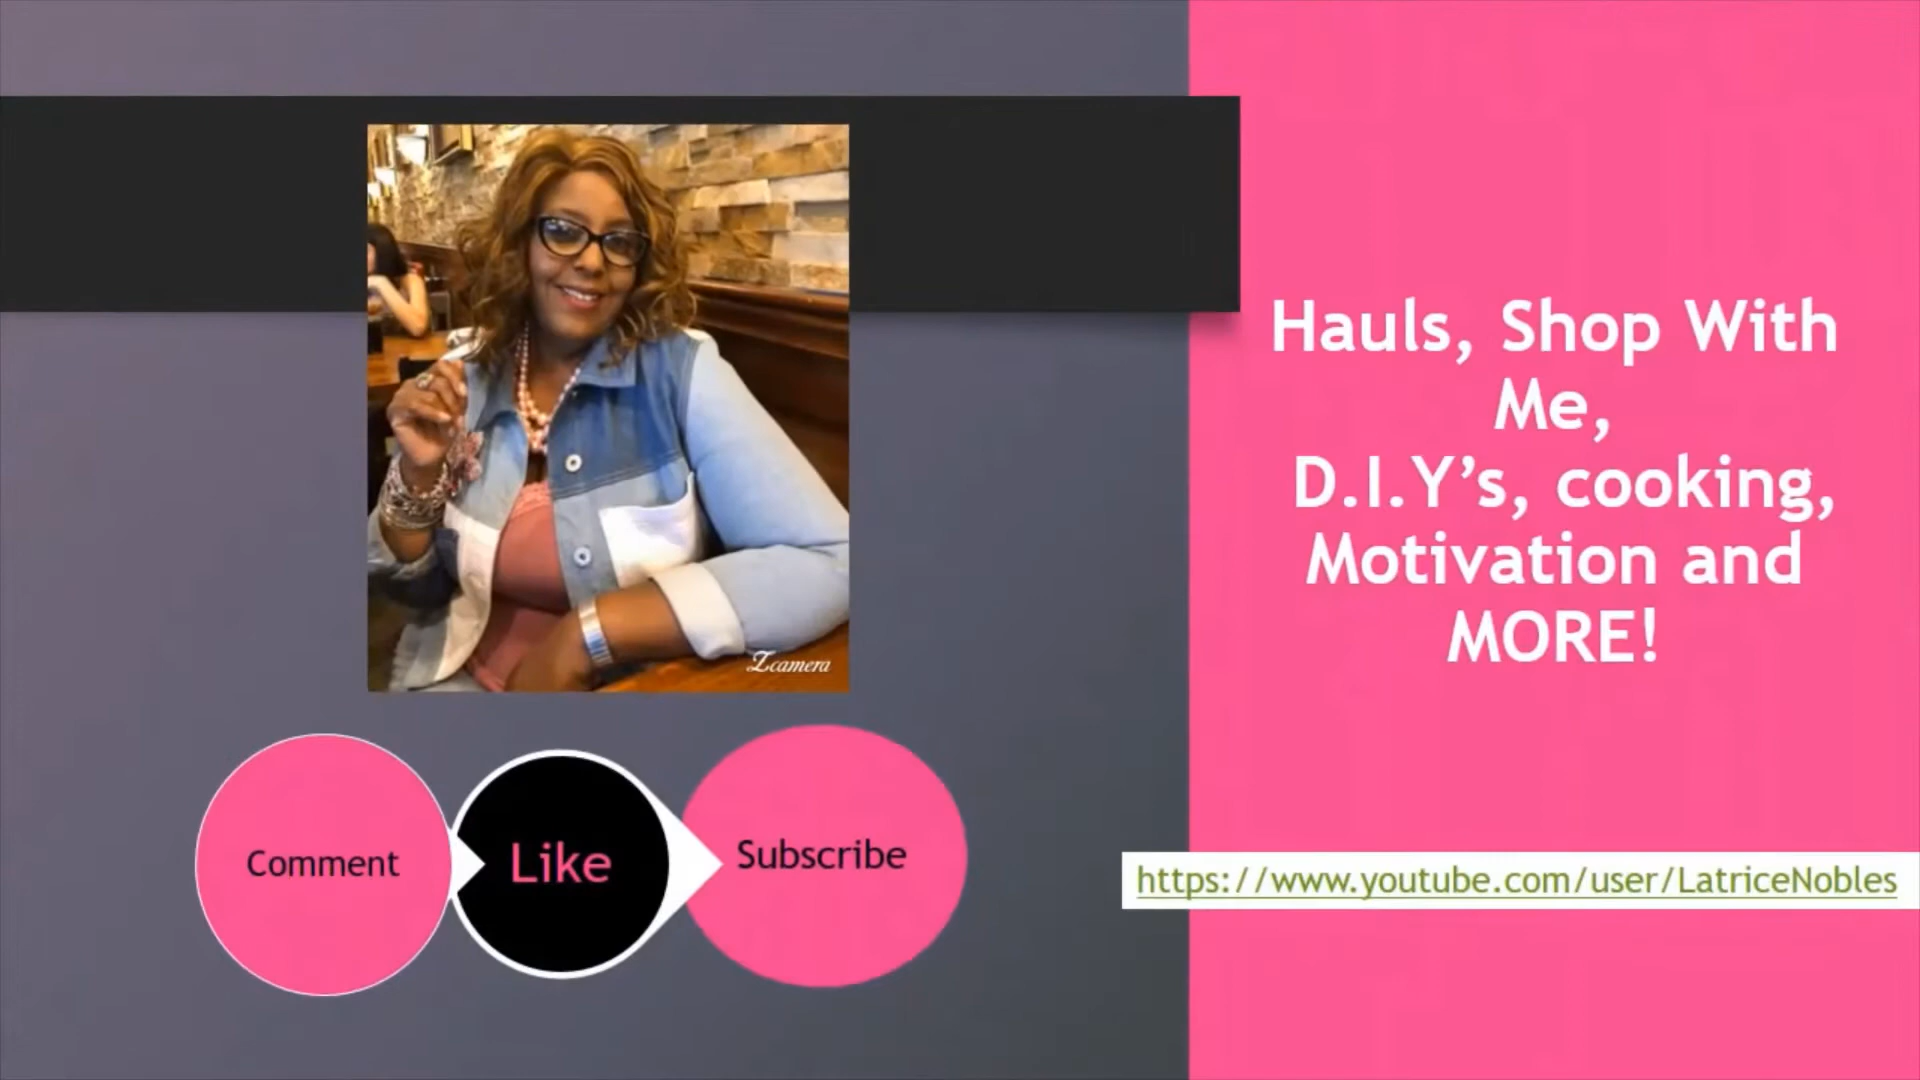 Hauls, Shop With
Me,
D.I.Y’s, cooking,
Motivation and
MORE!
Zcamera
Comment
Like
Subscribe
https://www.youtube.com/user/LatriceNobles